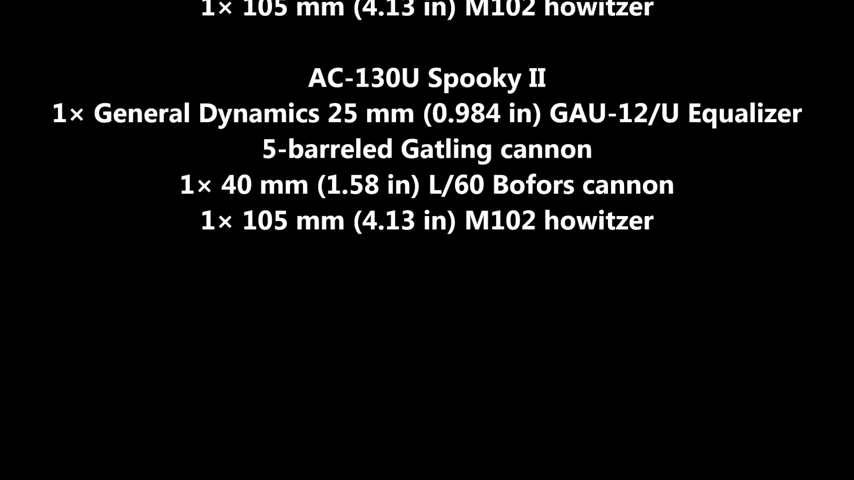 1× 105 mm (4.13 in) M102 howitzer
AC-130U Spooky II
1× General Dynamics 25 mm (0.984 in) GAU-12/U Equalizer
5-barreled Gatling cannon
1× 40 mm (1.58 in) L/60 Bofors cannon
1× 105 mm (4.13 in) M102 howitzer